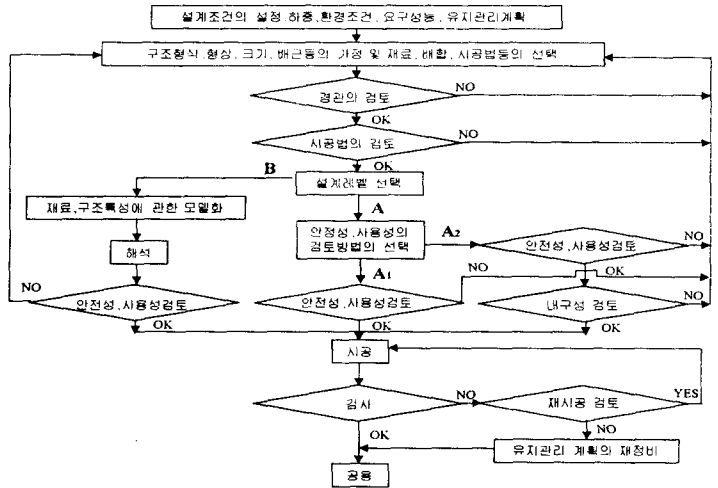 설계조건의 설정.하중,환경조건, 요구성능, 유지관리계획
구조형식,형상, 크기, 배근등의 가정 및 재료, 배합, 시공법등의 선택
경관의 검토
NO
OK
시공법의 검토
NO
OK
B
설계레벨 선택
A
재료,구조특성에 관한 모델화
안정성,사용성의
검토방법의 선택
A2
안전성,사용성검토
NO
해석
A1
NO
OK
NO
안전성,사용성검토
안전성,사용성검토
내구성 검토
NO
OK
OK
OK
시공
검사
NO
재시공 검토
YES
OK
NO
유지관리 계획의 재정비
공용